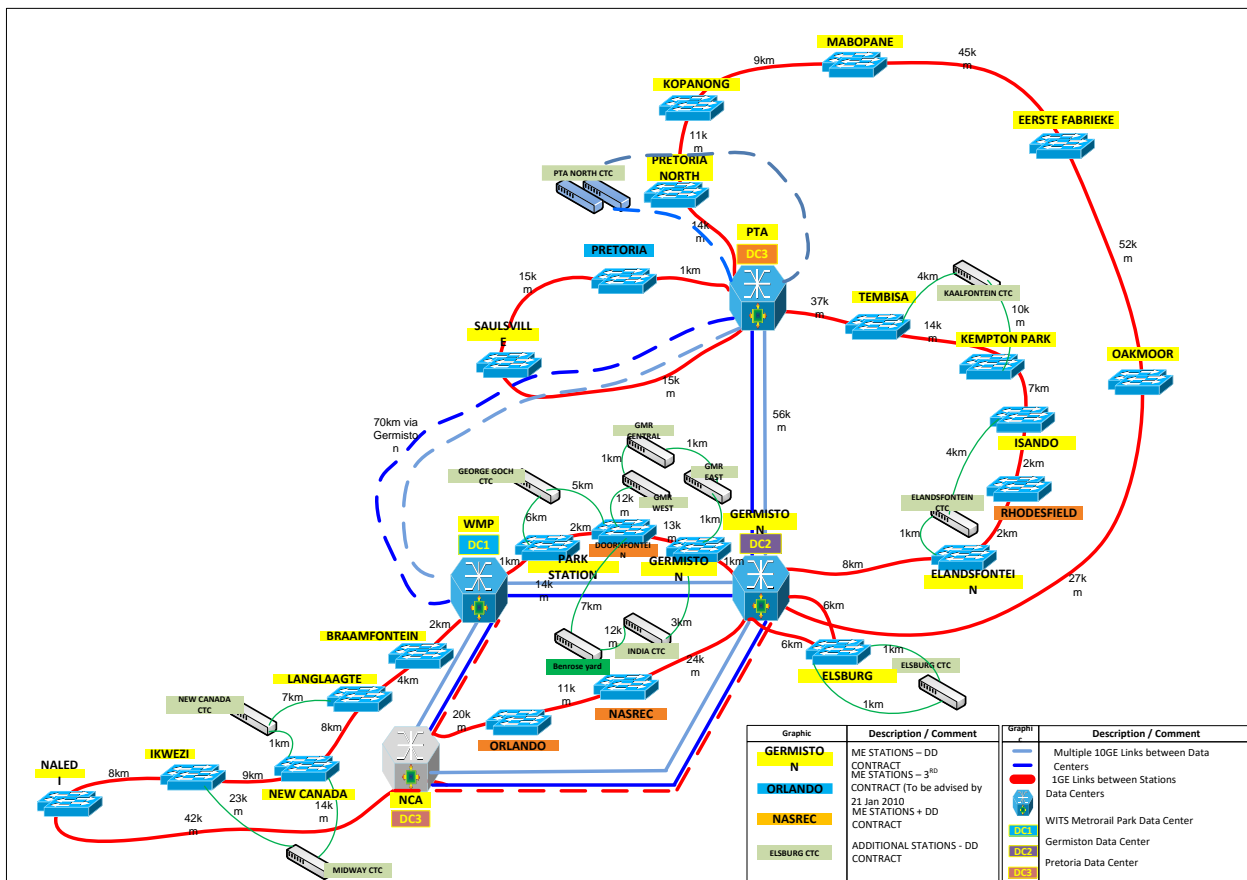 MABOPANE
9km
45k
m
KOPANONG
EERSTE FABRIEKE
11k
m
PTA NORTH CTC
PRETORIA
NORTH
14k
m
PTA
DC3
52k
m
PRETORIA
1km
15k
m
37k
m
TEMBISA
4km
KAALFONTEIN CTC
10k
m
14k
m
KEMPTON PARK
OAKMOOR
SAULSVILL
E
15k
m
7km
70km via
Germisto
n
56k
m
ISANDO
4km
GMR
CENTRAL
1km
1km
GMR
EAST
GEORGE GOCH
CTC
5km
12k
m
GMR
WEST
2km
ELANDSFONTEI
N CTC
RHODESFIELD
6km
WMP
DC1
2km
13k
m
1km
GERMISTO
N
DC2
1km
2km
DOORNFONTE
IN
PARK
STATION
GERMISTO
N
1km
1km
8km
ELANDSFONTEI
N
27k
m
14k
m
7km
6km
2km
BRAAMFONTEIN
12k
m
3km
INDIA CTC
Benrose yard
24k
m
6km
1km
ELSBURG CTC
ELSBURG
4km
LANGLAAGTE
7km
NEW CANADA
CTC
11k
m
NASREC
1km
8km
1km
20k
m
ORLANDO
IKWEZI
NALED
I
8km
9km
NEW CANADA
23k
m
14k
m
NCA
DC3
42k
m
MIDWAY CTC
Graphic
Description / Comment
GERMISTO
N
ME STATIONS – DD
CONTRACT
ORLANDO
ME STATIONS – 3RD
CONTRACT (To be advised by
21 Jan 2010
NASREC
ME STATIONS + DD
CONTRACT
ELSBURG CTC
ADDITIONAL STATIONS - DD
CONTRACT
Graphi
c
Description / Comment
Multiple 10GE Links between Data
Centers
1GE Links between Stations
Data Centers
WITS Metrorail Park Data Center
DC1
Germiston Data Center
DC2
Pretoria Data Center
DC3